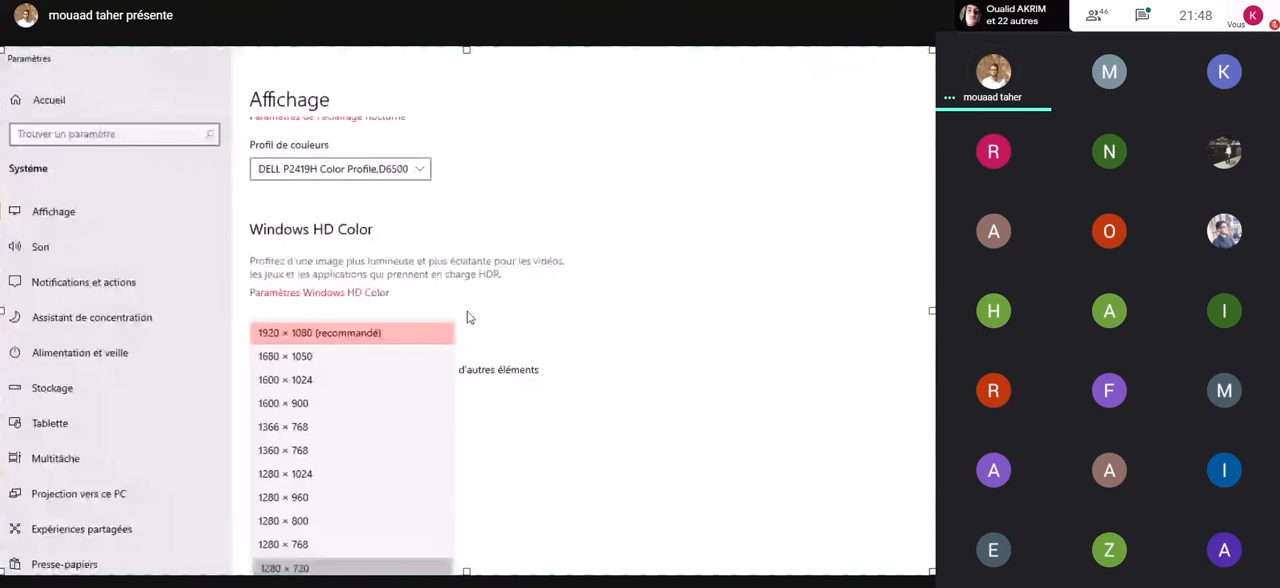 mouaad taher présente
Oualid AKRIM
et 22 autres
46
21:48
Vous
K
Paramètres
Accueil
Trouver un paramètre
Système
Affichage
Son
Notifications et actions
Assistant de concentration
Alimentation et veille
Stockage
Tablette
Multitâche
Projection vers ce PC
Expériences partagées
Presse-papiers
Affichage
Paramètres de l'éclairage nocturne
Profil de couleurs
DELL P2419H Color Profile,D6500
Windows HD Color
Profitez d'une image plus lumineuse et plus éclatante pour les vidéos,
les jeux et les applications qui prennent en charge HDR.
Paramètres Windows HD Color
1920 × 1080 (recommandé)
1680 × 1050
d'autres éléments
1600 × 1024
1600 × 900
1366 × 768
1360 × 768
1280 × 1024
1280 × 960
1280 × 800
1280 × 768
1280 × 720
mouaad taher
M
K
R
N
A
O
H
A
I
R
F
M
A
A
I
E
Z
A